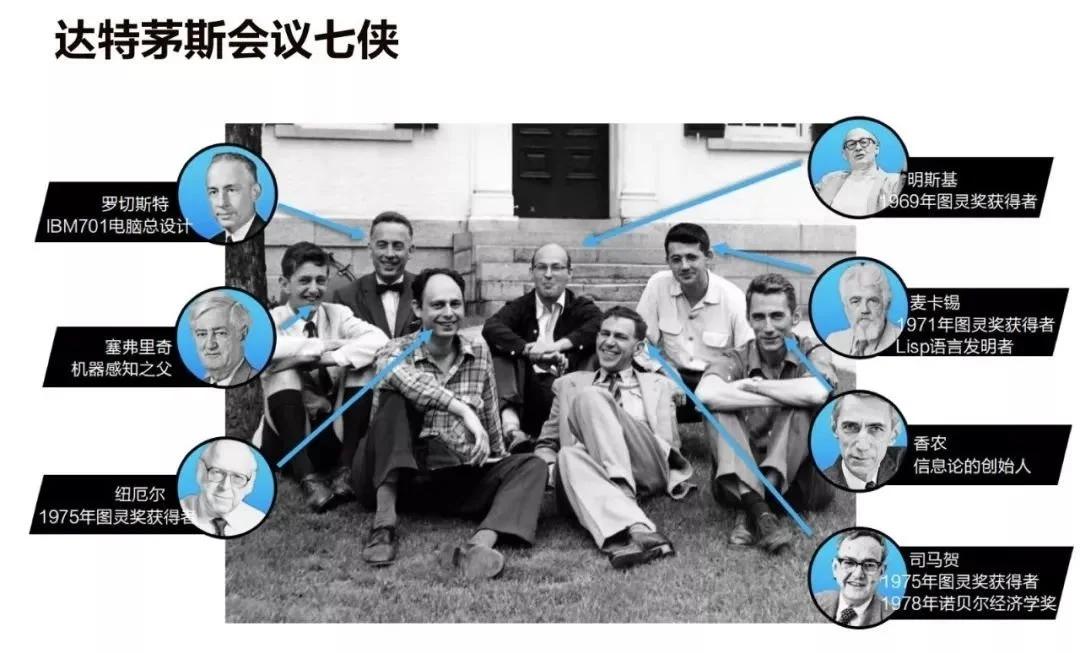 达特茅斯会议七侠
罗切斯特
IBM701电脑总设计
塞弗里奇
机器感知之父
纽厄尔
1975年图灵奖获得者
明斯基
1969年图灵奖获得者
麦卡锡
1971年图灵奖获得者
Lisp语言发明者
香农
信息论的创始人
司马贺
1975年图灵奖获得者
1978年诺贝尔经济学奖